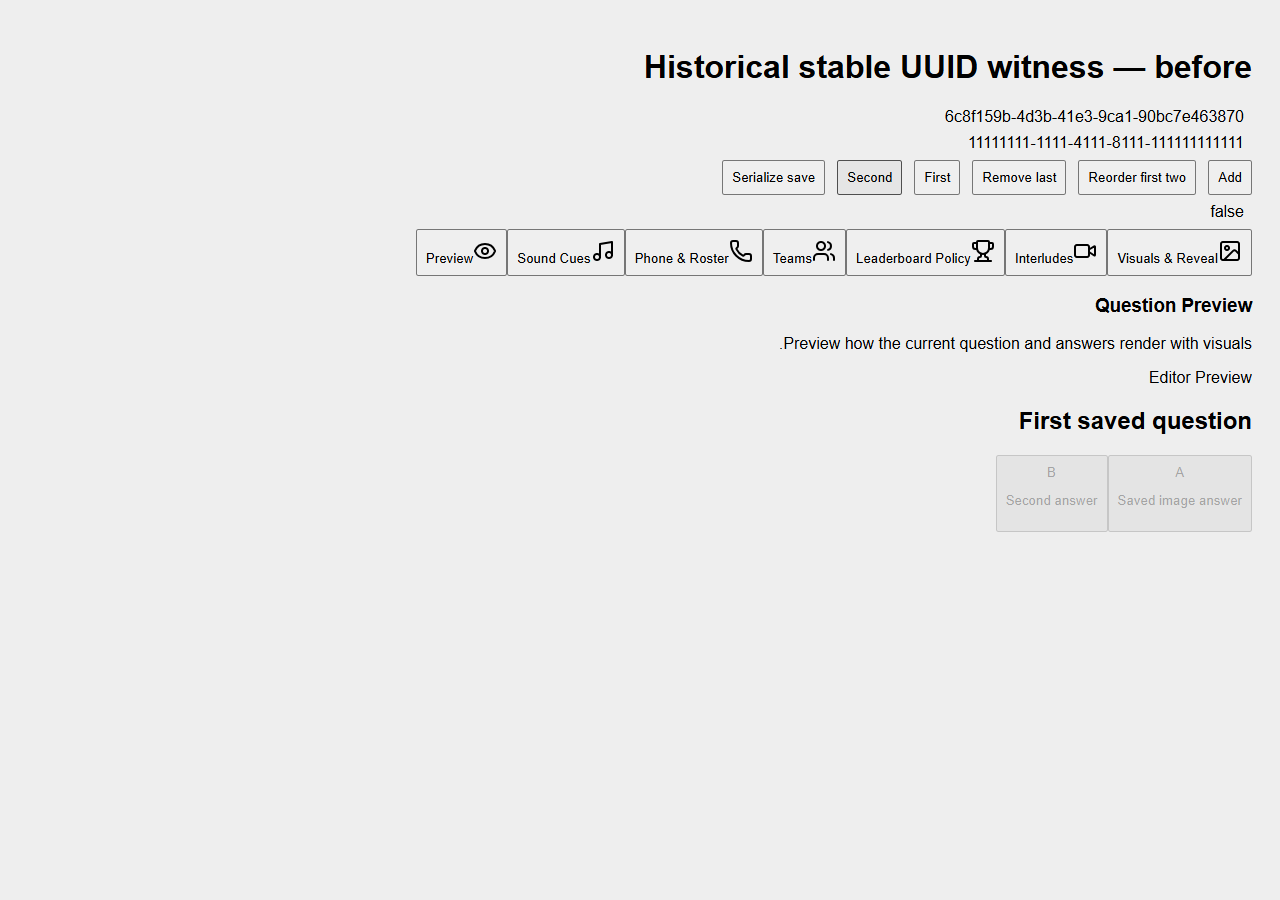 Historical stable UUID witness — before
6c8f159b-4d3b-41e3-9ca1-90bc7e463870
11111111-1111-4111-8111-111111111111
Add Reorder first two Remove last First Second Serialize save
false
Visuals & Reveal Interludes Leaderboard Policy Teams Phone & Roster Sound Cues Preview
Question Preview
.Preview how the current question and answers render with visuals
Editor Preview
First saved question
A B
Saved image answer Second answer